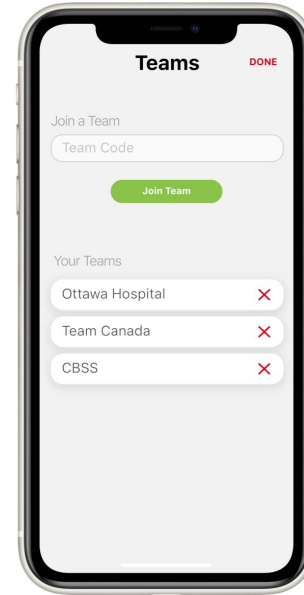 Teams
DONE
Join a Team
Team Code
Join Team
Your Teams
Ottawa Hospital
Team Canada
CBSS